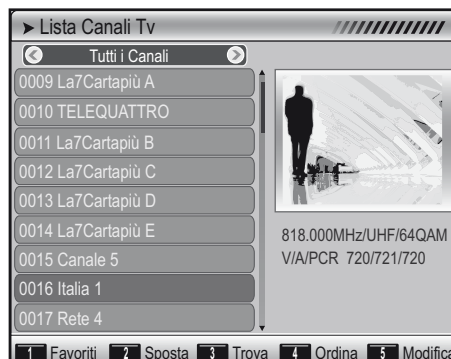 ➤ Lista Canali Tv
Tutti i Canali
0009 La7Cartapiù A
0010 TELEQUATTRO
0011 La7Cartapiù B
0012 La7Cartapiù C
0013 La7Cartapiù D
0014 La7Cartapiù E
0015 Canale 5
0016 Italia 1
0017 Rete 4
818.000MHz/UHF/64QAM
V/A/PCR 720/721/720
1 Favoriti 2 Sposta 3 Trova 4 Ordina 5 Modifica